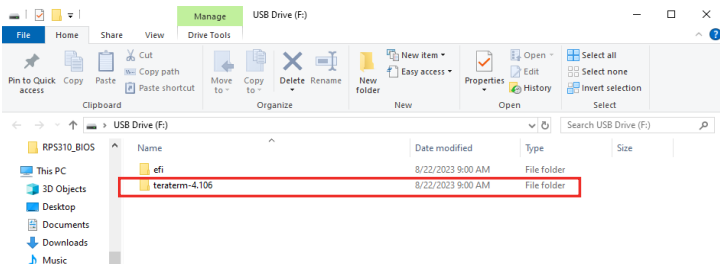 Manage USB Drive (F:)
File Home Share View Drive Tools
Pin to Quick access
Copy
Paste
Cut
Copy path
Paste shortcut
Clipboard
Move to
Copy to
Delete
Rename
Organize
New folder
New item
Easy access
New
Properties
Open
Edit
History
Open
Select all
Select none
Invert selection
Select
USB Drive (F:) Search USB Drive (F:)
RPS310_BIOS
This PC
3D Objects
Desktop
Documents
Downloads
Music
Name Date modified Type Size
efi 8/22/2023 9:00 AM File folder
teraterm-4.106 8/22/2023 9:00 AM File folder